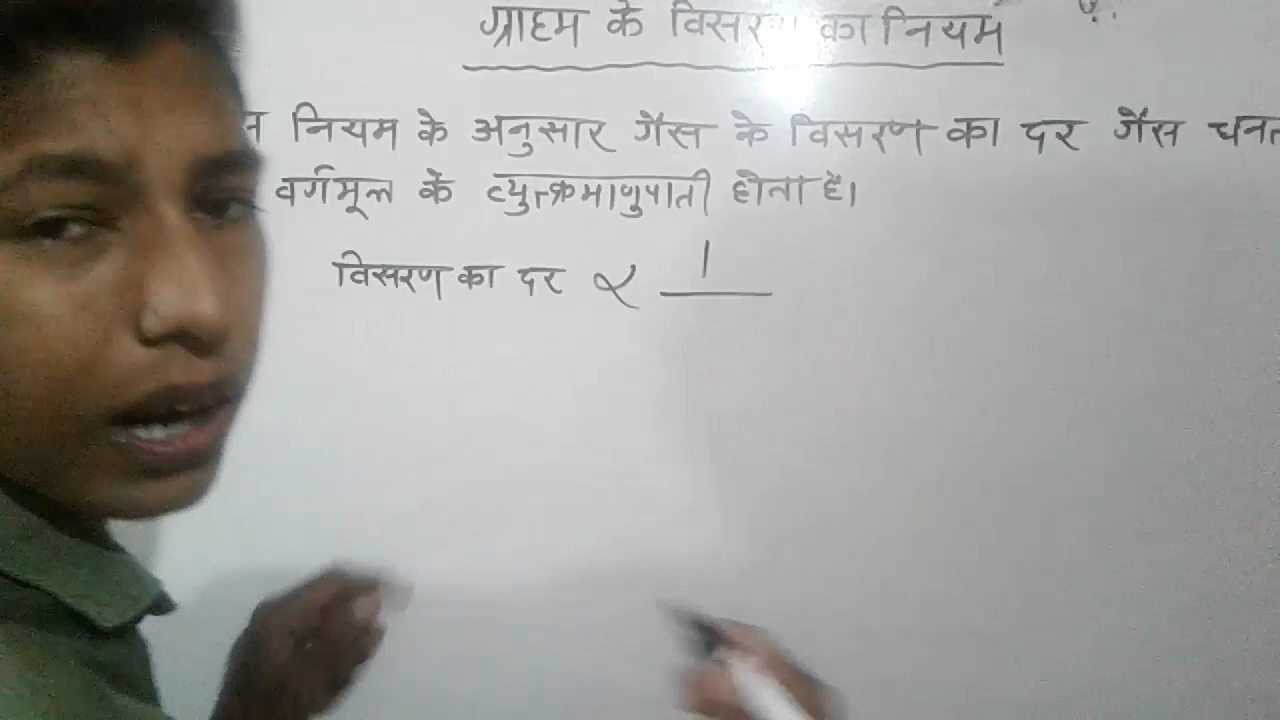 ग्राहम के विसरण का नियम
नियम के अनुसार गैस के विसरण का दर गैस घनत
वर्गमूल के व्युत्क्रमाणुपाती होता है।
विसरण का दर ∝ 1